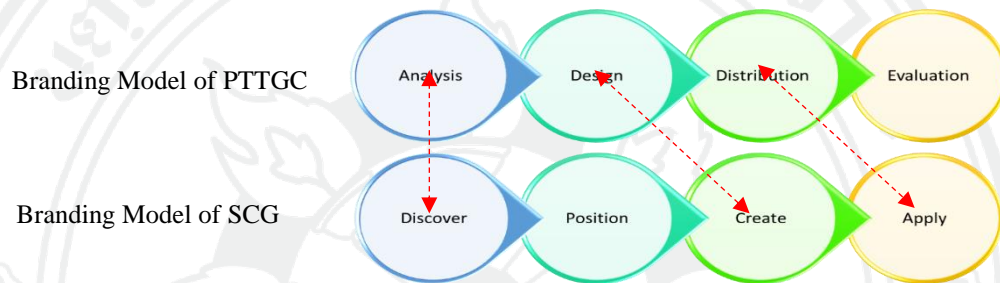 Branding Model of PTTGC
Analysis
Design
Distribution
Evaluation
Branding Model of SCG
Discover
Position
Create
Apply